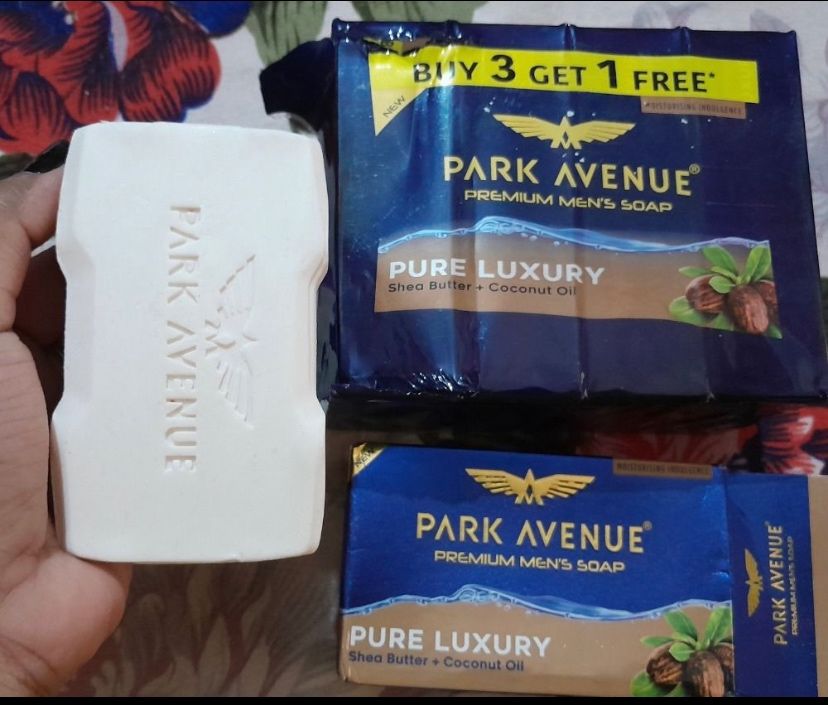 BUY 3 GET 1 FREE*
NEW
MOISTURISING INDULGENCE
PARK AVENUE®
PREMIUM MEN'S SOAP
PURE LUXURY
Shea Butter + Coconut Oil
PARK AVENUE
NEW
MOISTURISING INDULGENCE
PARK AVENUE®
PREMIUM MEN'S SOAP
PURE LUXURY
Shea Butter + Coconut Oil
PARK AVENUE®
PREMIUM MEN'S SOAP